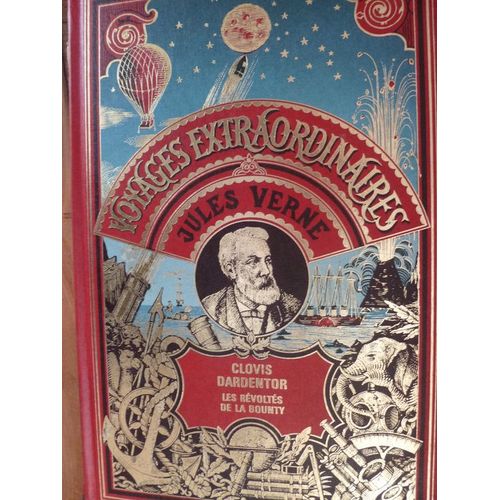 VOYAGES EXTRAORDINAIRES
JULES VERNE
CLOVIS
DARDENTOR
LES RÉVOLTÉS
DE LA BOUNTY